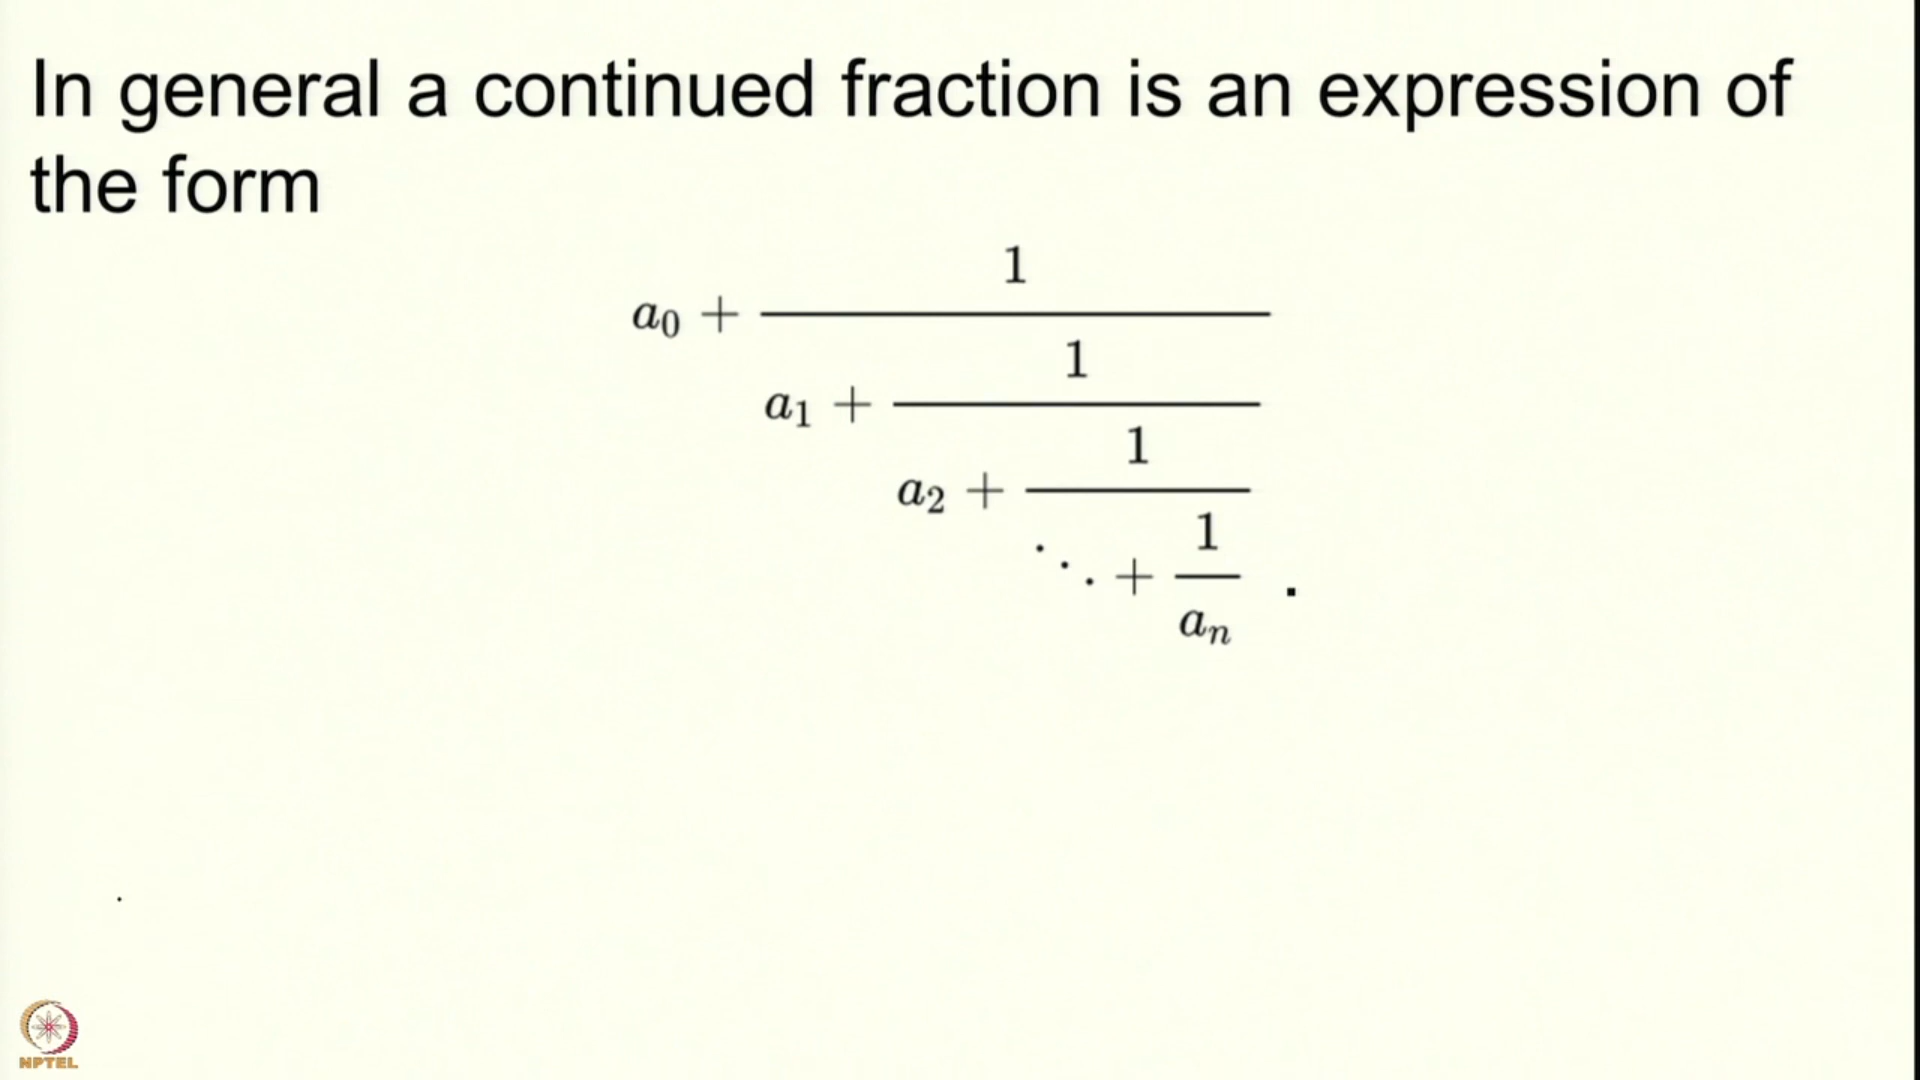 In general a continued fraction is an expression of
the form
1
a₀ +
1
a₁ +
1
a₂ +
1
⋱ +
.
aₙ
NPTEL